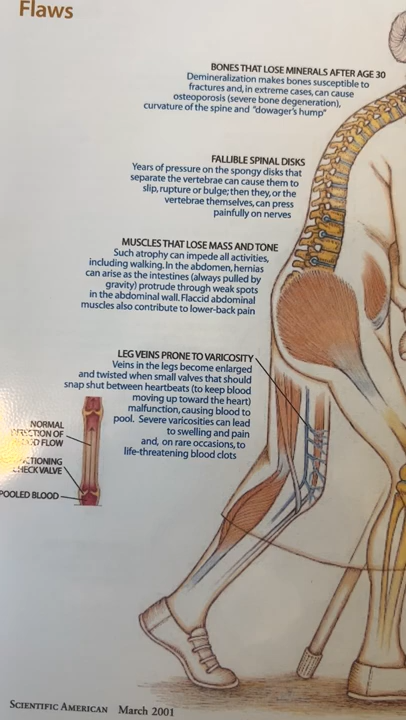 Flaws
BONES THAT LOSE MINERALS AFTER AGE 30
Demineralization makes bones susceptible to
fractures and, in extreme cases, can cause
osteoporosis (severe bone degeneration),
curvature of the spine and "dowager's hump"
FALLIBLE SPINAL DISKS
Years of pressure on the spongy disks that
separate the vertebrae can cause them to
slip, rupture or bulge; then they, or the
vertebrae themselves, can press
painfully on nerves
MUSCLES THAT LOSE MASS AND TONE
Such atrophy can impede all activities,
including walking. In the abdomen, hernias
can arise as the intestines (always pulled by
gravity) protrude through weak spots
in the abdominal wall. Flaccid abdominal
muscles also contribute to lower-back pain
LEG VEINS PRONE TO VARICOSITY
Veins in the legs become enlarged
and twisted when small valves that should
snap shut between heartbeats (to keep blood
moving up toward the heart)
malfunction, causing blood to
pool. Severe varicosities can lead
to swelling and pain
and, on rare occasions, to
life-threatening blood clots
NORMAL
OF
FLOW
CHECK VALVE
POOLED BLOOD
SCIENTIFIC AMERICAN March 2001